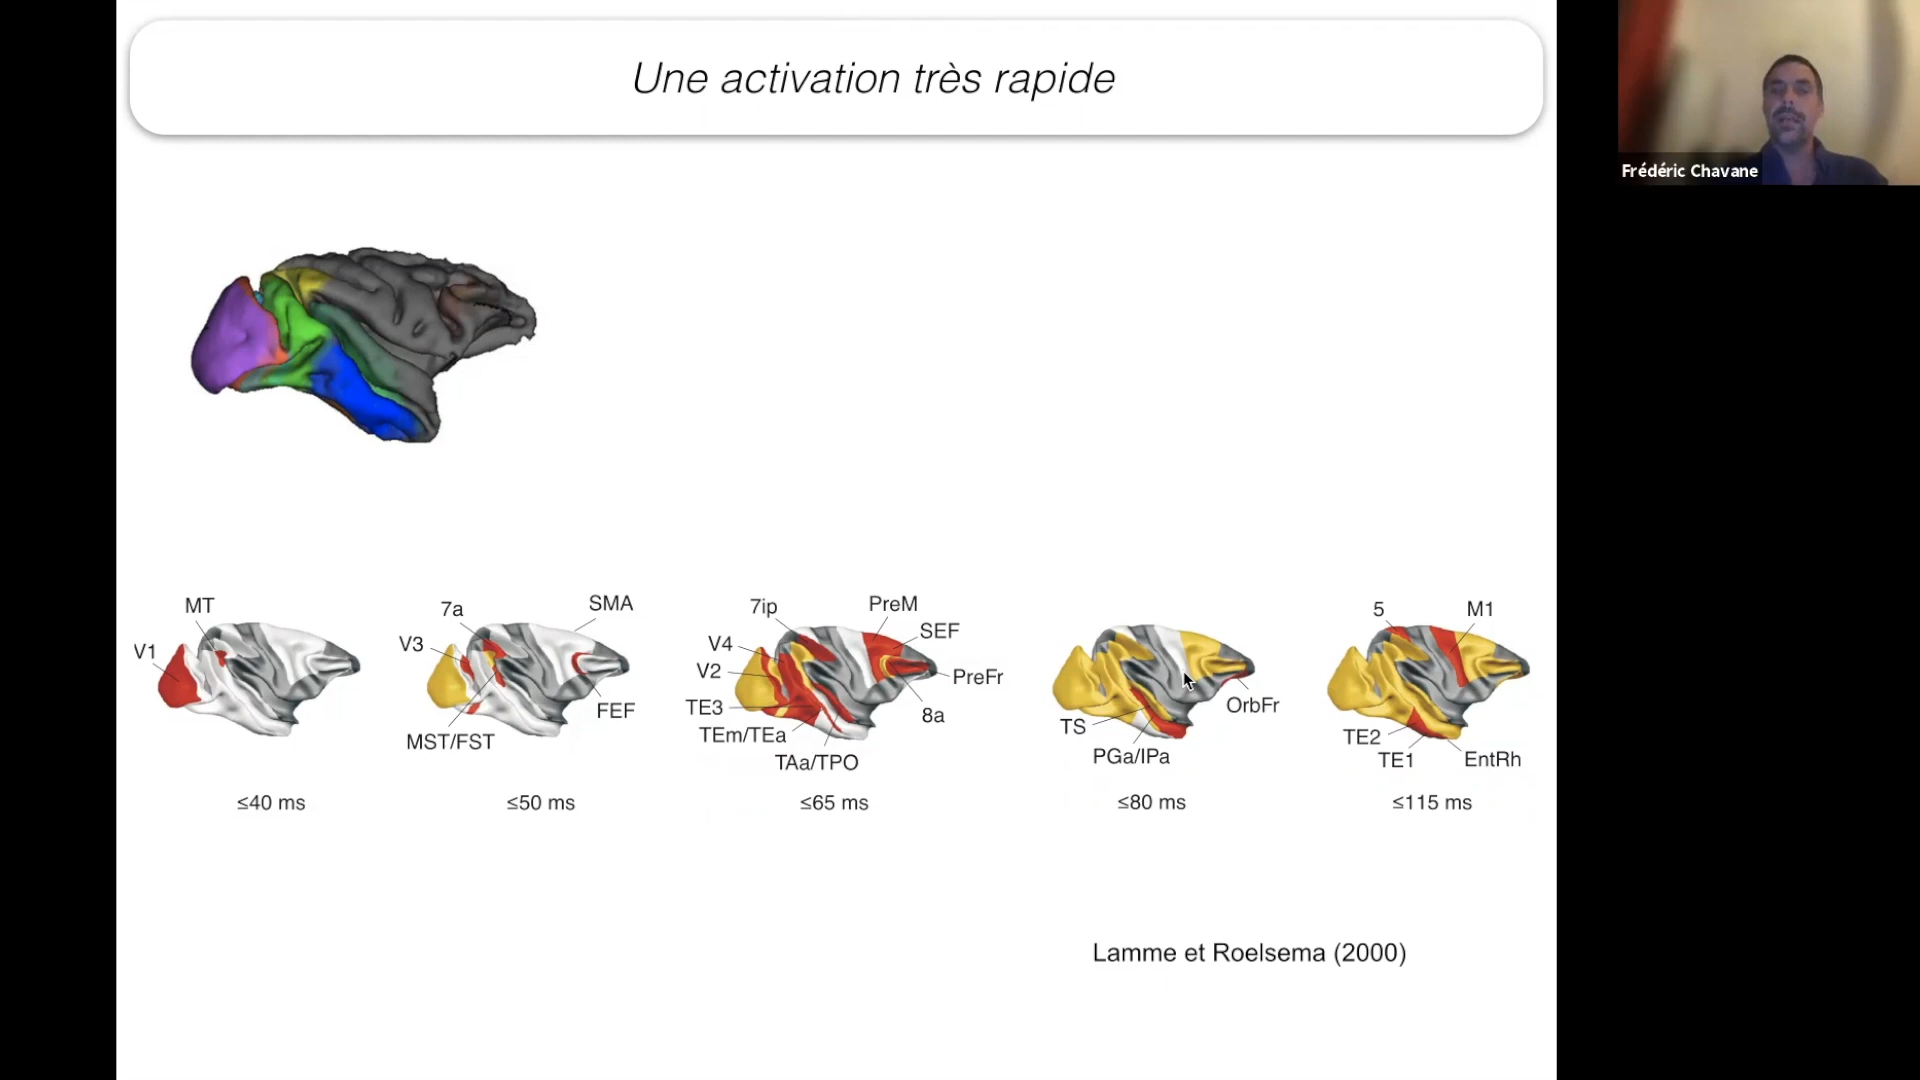 Une activation très rapide
Frédéric Chavane
MT
V1
≤40 ms
7a
SMA
V3
FEF
MST/FST
≤50 ms
7ip
PreM
V4
SEF
V2
PreFr
TE3
8a
TEm/TEa
TAa/TPO
≤65 ms
OrbFr
TS
PGa/IPa
≤80 ms
5
M1
TE2
TE1
EntRh
≤115 ms
Lamme et Roelsema (2000)